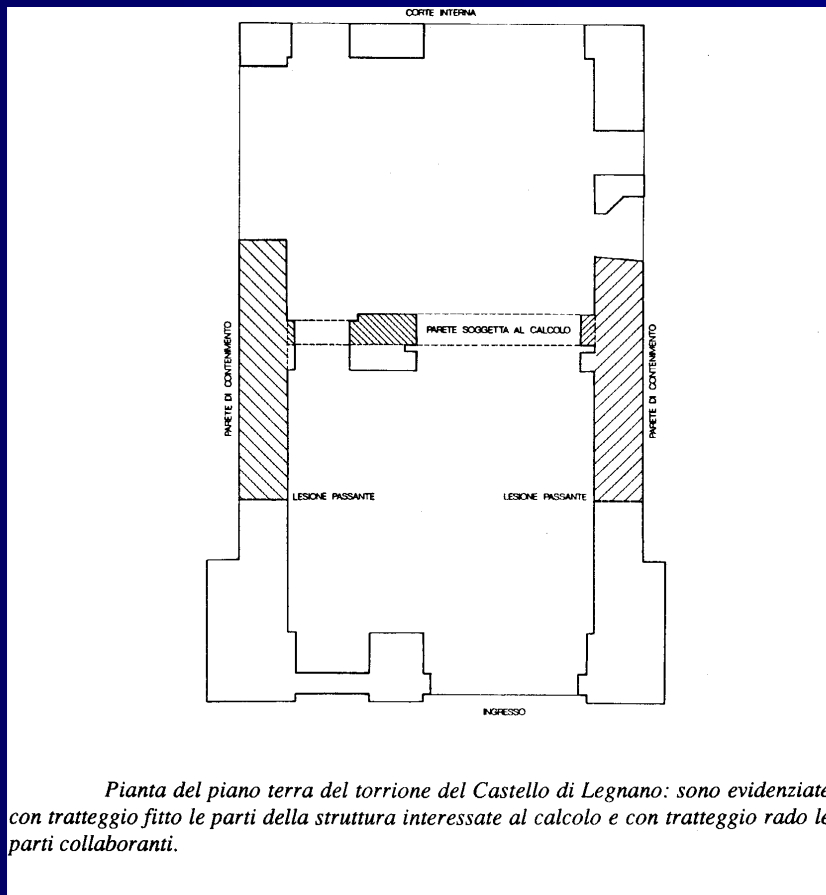 CORTE INTERNA
PARETE DI CONTENIMENTO
PARETE SOGGETTA AL CALCOLO
PARETE DI CONTENIMENTO
LESIONE PASSANTE
LESIONE PASSANTE
INGRESSO
Pianta del piano terra del torrione del Castello di Legnano: sono evidenziate
con tratteggio fitto le parti della struttura interessate al calcolo e con tratteggio rado le
parti collaboranti.